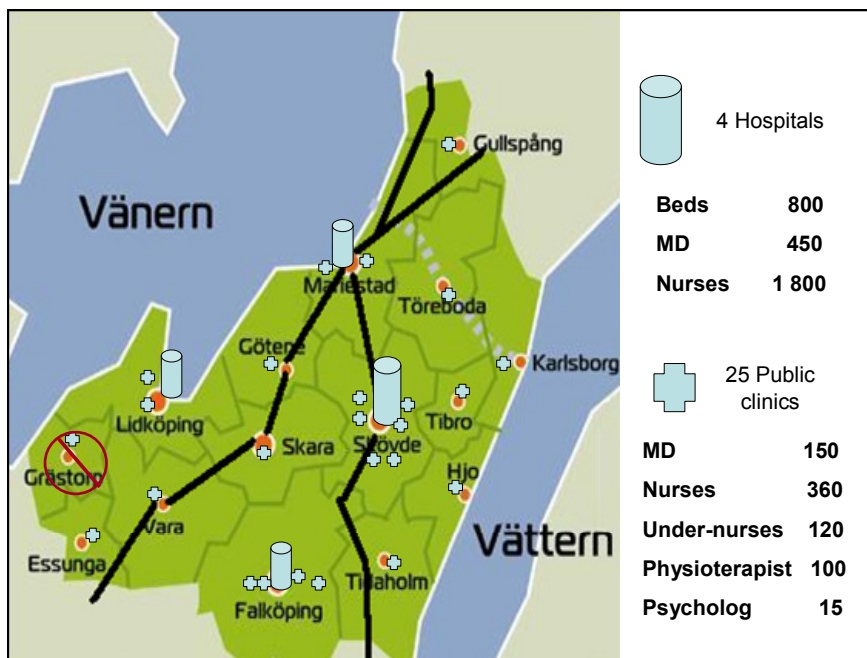 Gullspång
Vänern
Mariestad
Töreboda
Götene
Karlsborg
Lidköping
Tibro
Skara
Skövde
Grästorp
Hjo
Vara
Vättern
Essunga
Tidaholm
Falköping
4 Hospitals
Beds 800
MD 450
Nurses 1 800
25 Public
clinics
MD 150
Nurses 360
Under-nurses 120
Physioterapist 100
Psycholog 15